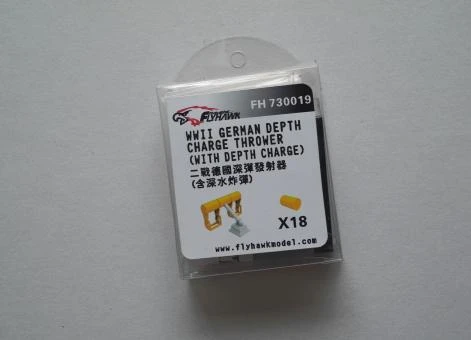 FH 730019
FLYHAWK
WWII GERMAN DEPTH
CHARGE THROWER
(WITH DEPTH CHARGE)
二戰德國深彈發射器
(含深水炸彈)
X18
www.flyhawkmodel.com